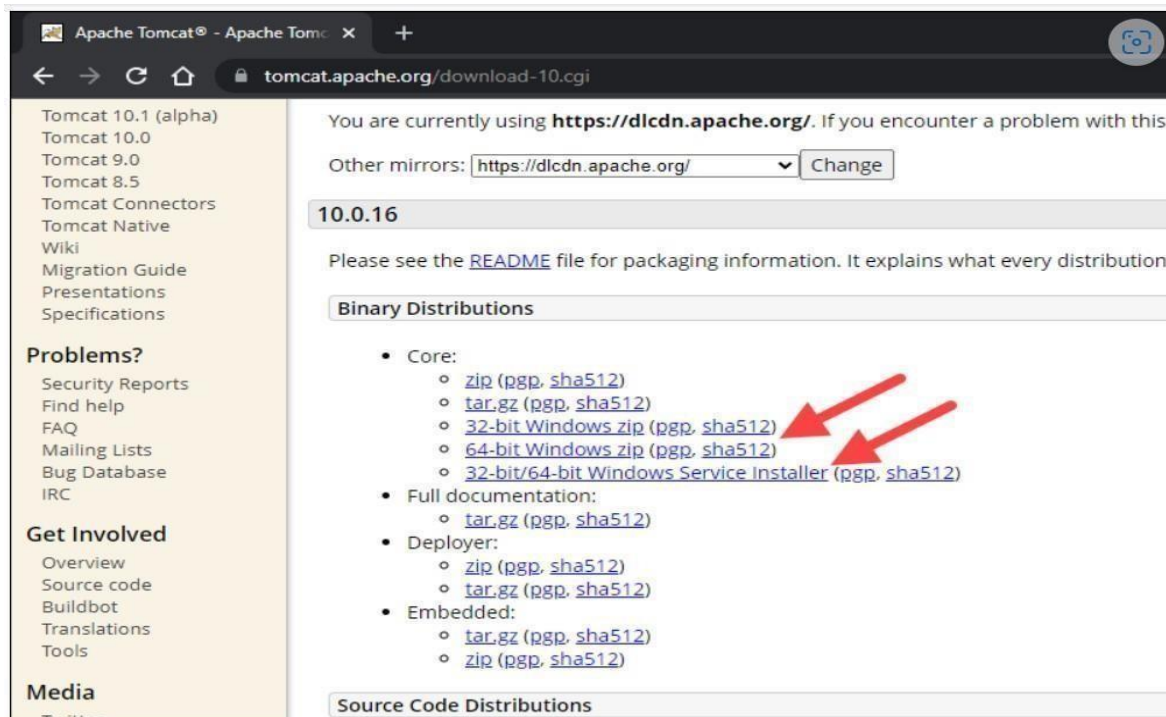 Apache Tomcat® - Apache Tomc
tomcat.apache.org/download-10.cgi
Tomcat 10.1 (alpha)
Tomcat 10.0
Tomcat 9.0
Tomcat 8.5
Tomcat Connectors
Tomcat Native
Wiki
Migration Guide
Presentations
Specifications
Problems?
Security Reports
Find help
FAQ
Mailing Lists
Bug Database
IRC
Get Involved
Overview
Source code
Buildbot
Translations
Tools
Media
You are currently using https://dlcdn.apache.org/. If you encounter a problem with this
Other mirrors: https://dlcdn.apache.org/ Change
10.0.16
Please see the README file for packaging information. It explains what every distribution
Binary Distributions
• Core:
zip (pgp, sha512)
tar.gz (pgp, sha512)
32-bit Windows zip (pgp, sha512)
64-bit Windows zip (pgp, sha512)
32-bit/64-bit Windows Service Installer (pgp, sha512)
• Full documentation:
tar.gz (pgp, sha512)
• Deployer:
zip (pgp, sha512)
tar.gz (pgp, sha512)
• Embedded:
tar.gz (pgp, sha512)
zip (pgp, sha512)
Source Code Distributions